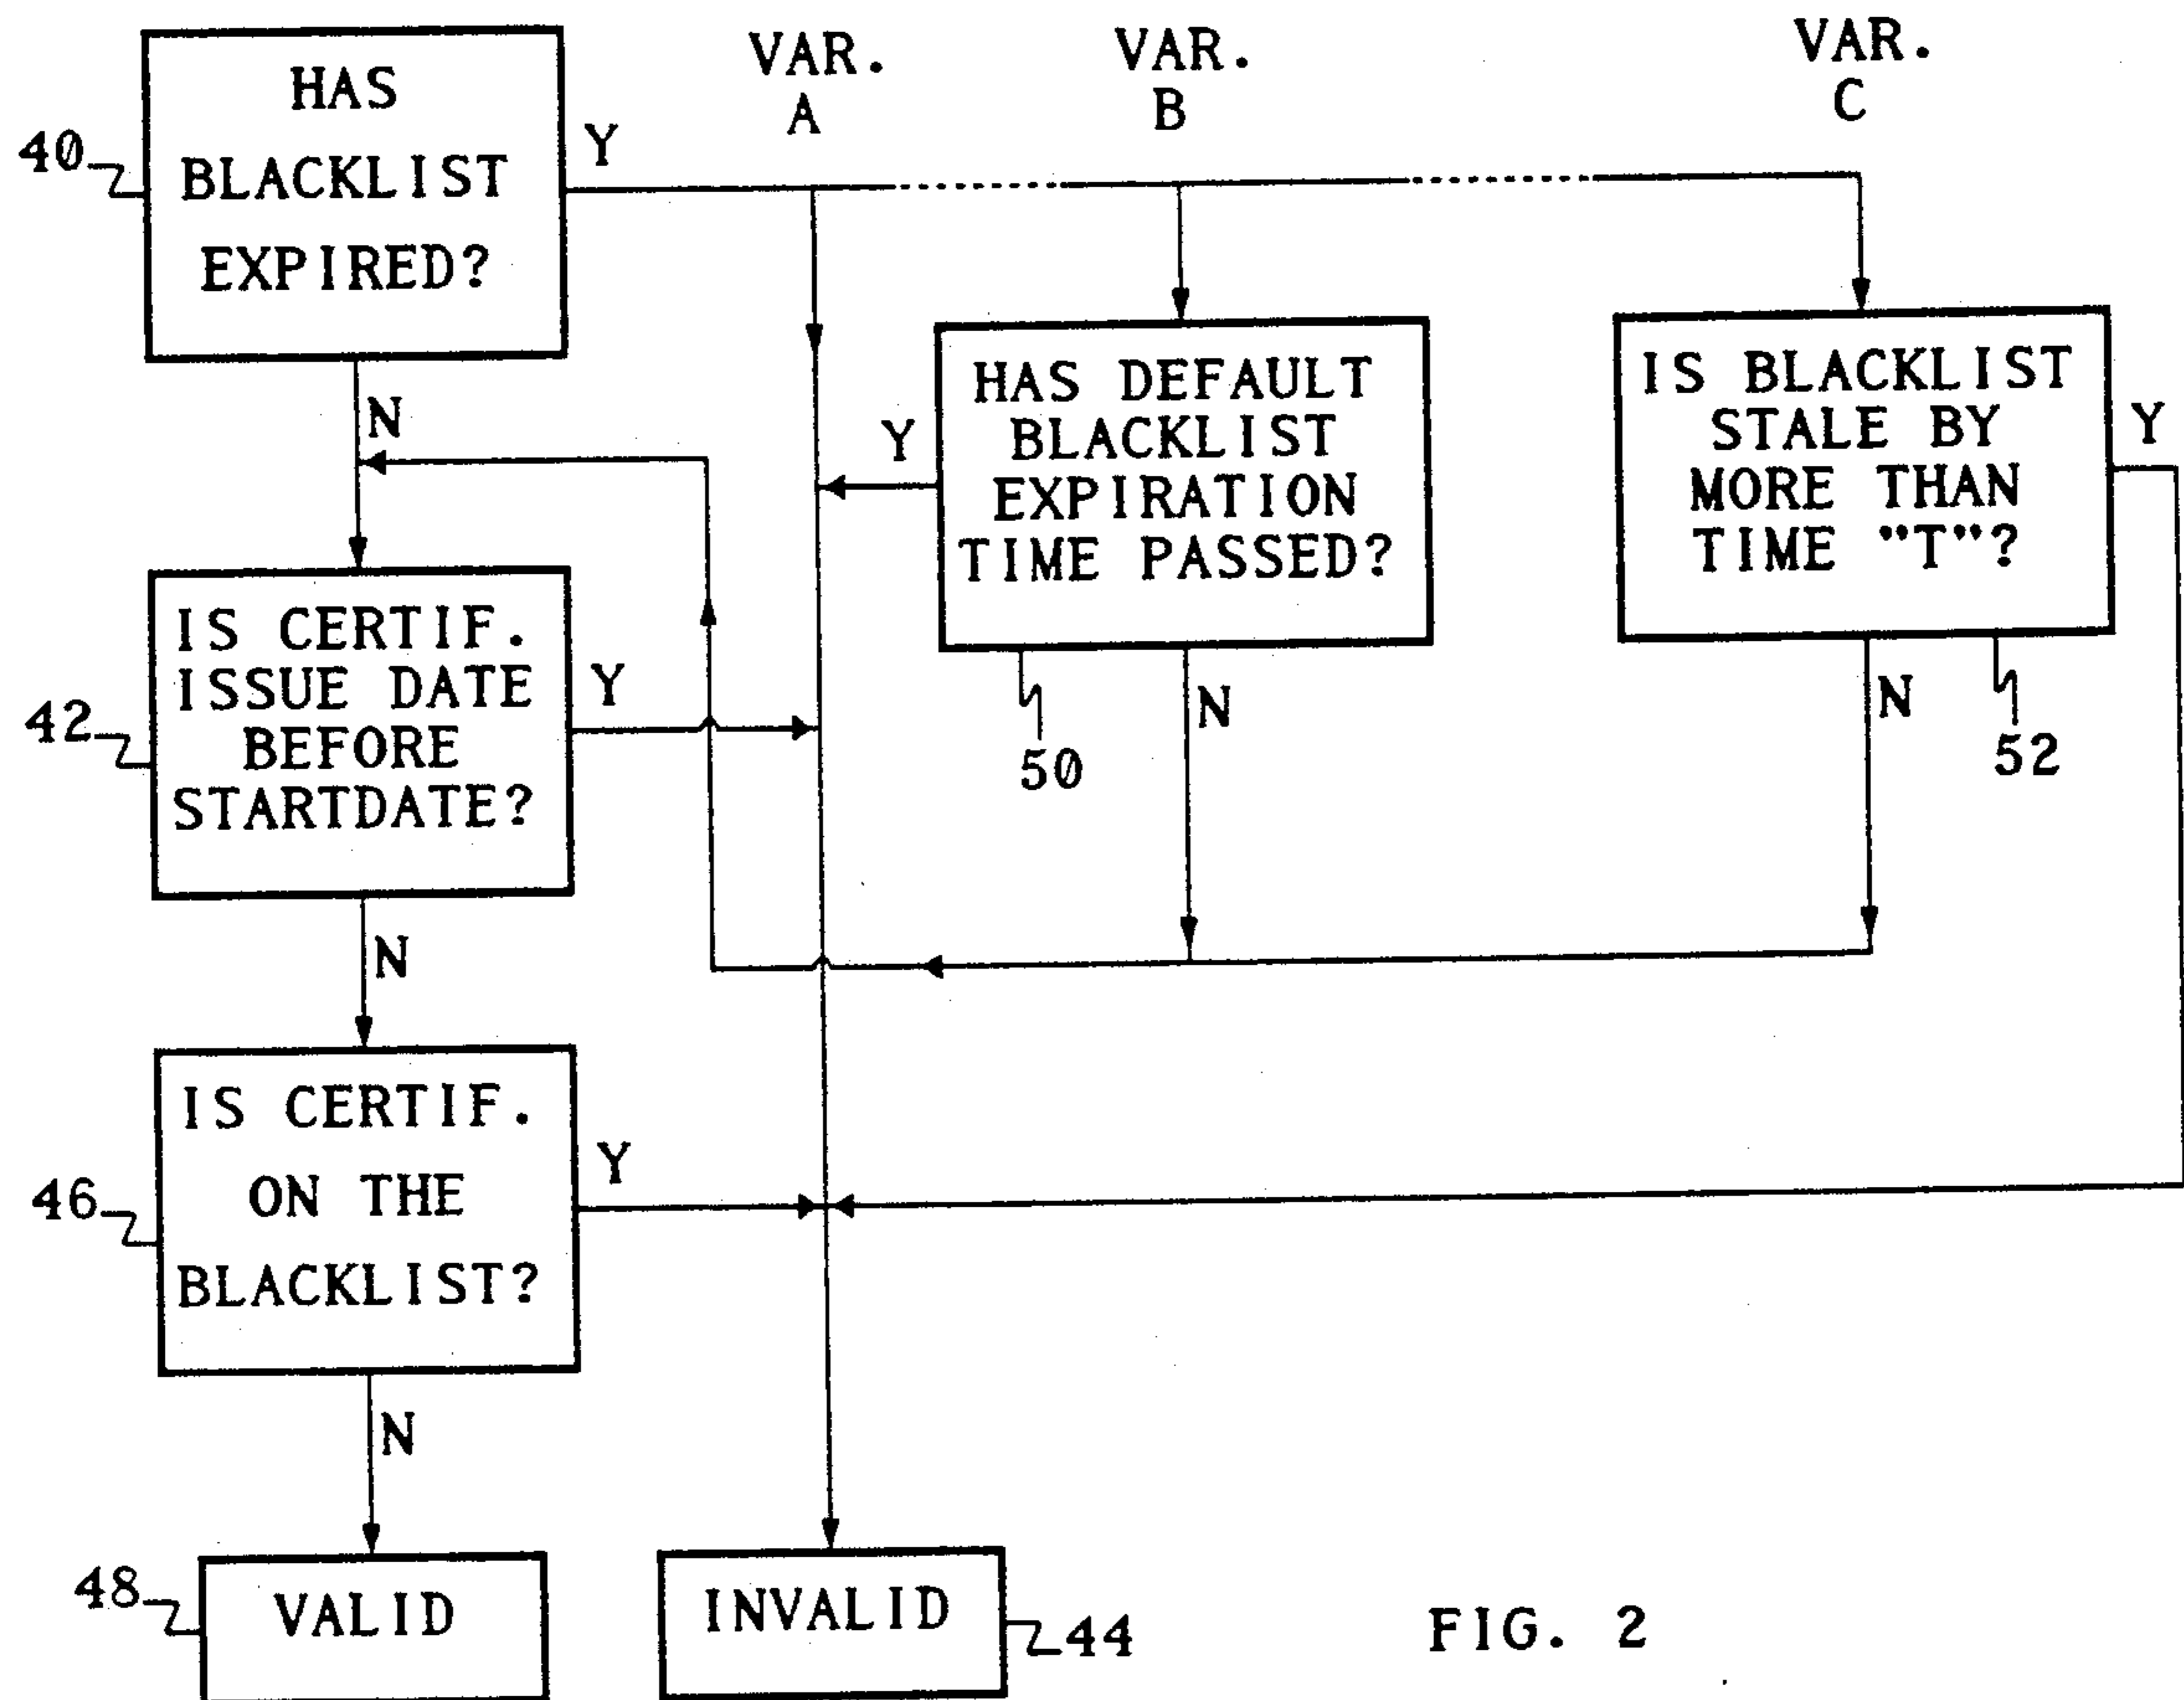 HAS
BLACKLIST
EXPIRED?
40
Y
N
VAR.
A
VAR.
B
VAR.
C
HAS DEFAULT
BLACKLIST
EXPIRATION
TIME PASSED?
Y
N
50
IS BLACKLIST
STALE BY
MORE THAN
TIME "T"?
Y
N
52
IS CERTIF.
ISSUE DATE
BEFORE
STARTDATE?
42
Y
N
IS CERTIF.
ON THE
BLACKLIST?
46
Y
N
48
VALID
INVALID
44
FIG. 2